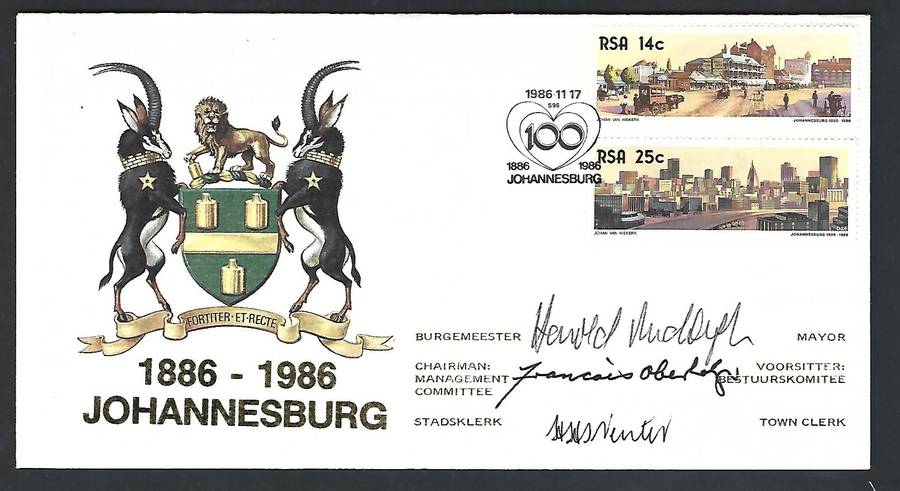 RSA 14c
JOHAN VAN NIEKERK
JOHANNESBURG 1886 - 1986
RSA 25c
JOHAN VAN NIEKERK
JOHANNESBURG 1886 - 1986
1986·11·17
100
1886 1986
JOHANNESBURG
FORTITER·ET·RECTE
1886 - 1986
JOHANNESBURG
BURGEMEESTER Harold MAYOR
CHAIRMAN: MANAGEMENT COMMITTEE Francois Oberholzer VOORSITTER: BESTUURSKOMITEE
STADSKLERK Venter TOWN CLERK